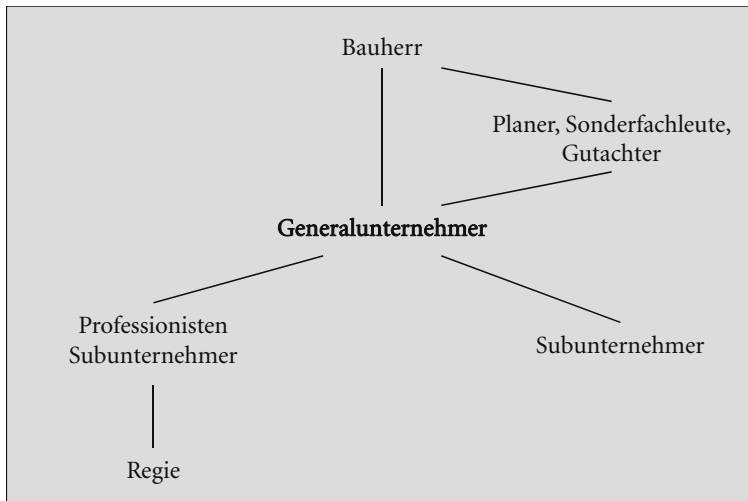 Bauherr
Planer, Sonderfachleute,
Gutachter
Generalunternehmer
Professionisten
Subunternehmer
Subunternehmer
Regie